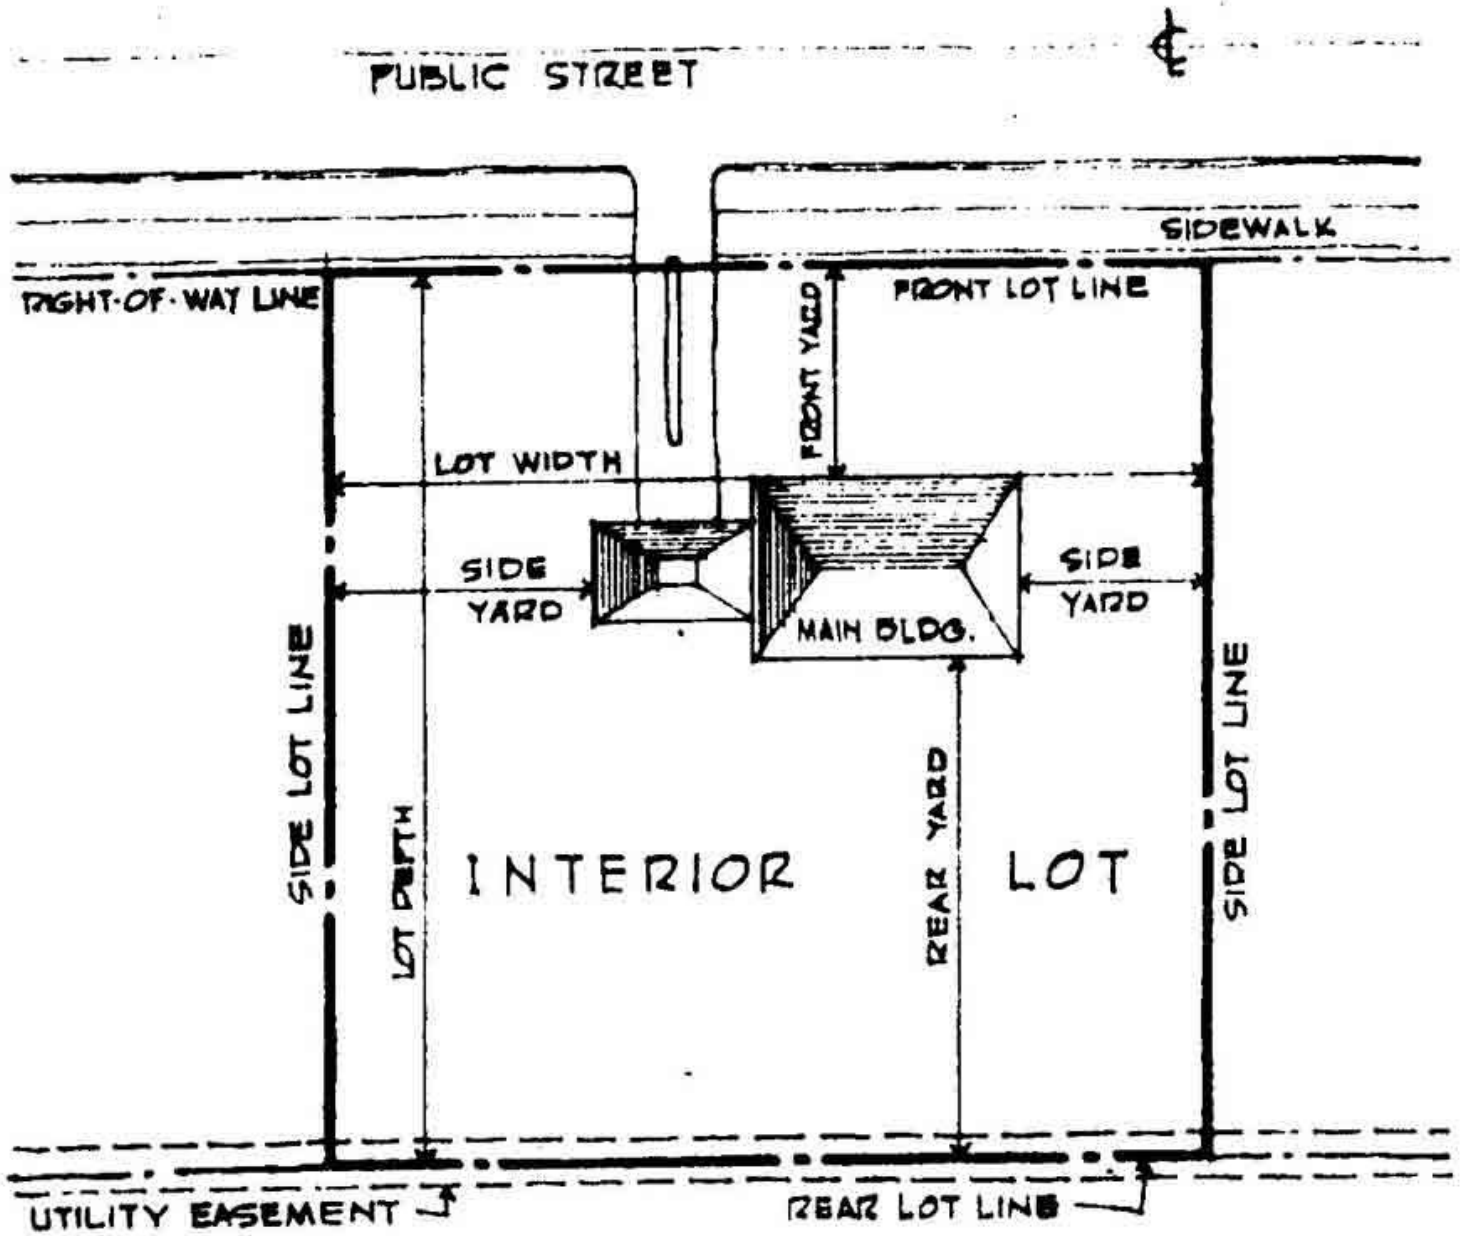 ℄
PUBLIC STREET
SIDEWALK
RIGHT-OF-WAY LINE
FRONT LOT LINE
FRONT YARD
LOT WIDTH
SIDE
YARD
SIDE
YARD
MAIN BLDG.
SIDE LOT LINE
SIDE LOT LINE
LOT DEPTH
REAR YARD
INTERIOR LOT
UTILITY EASEMENT
REAR LOT LINE